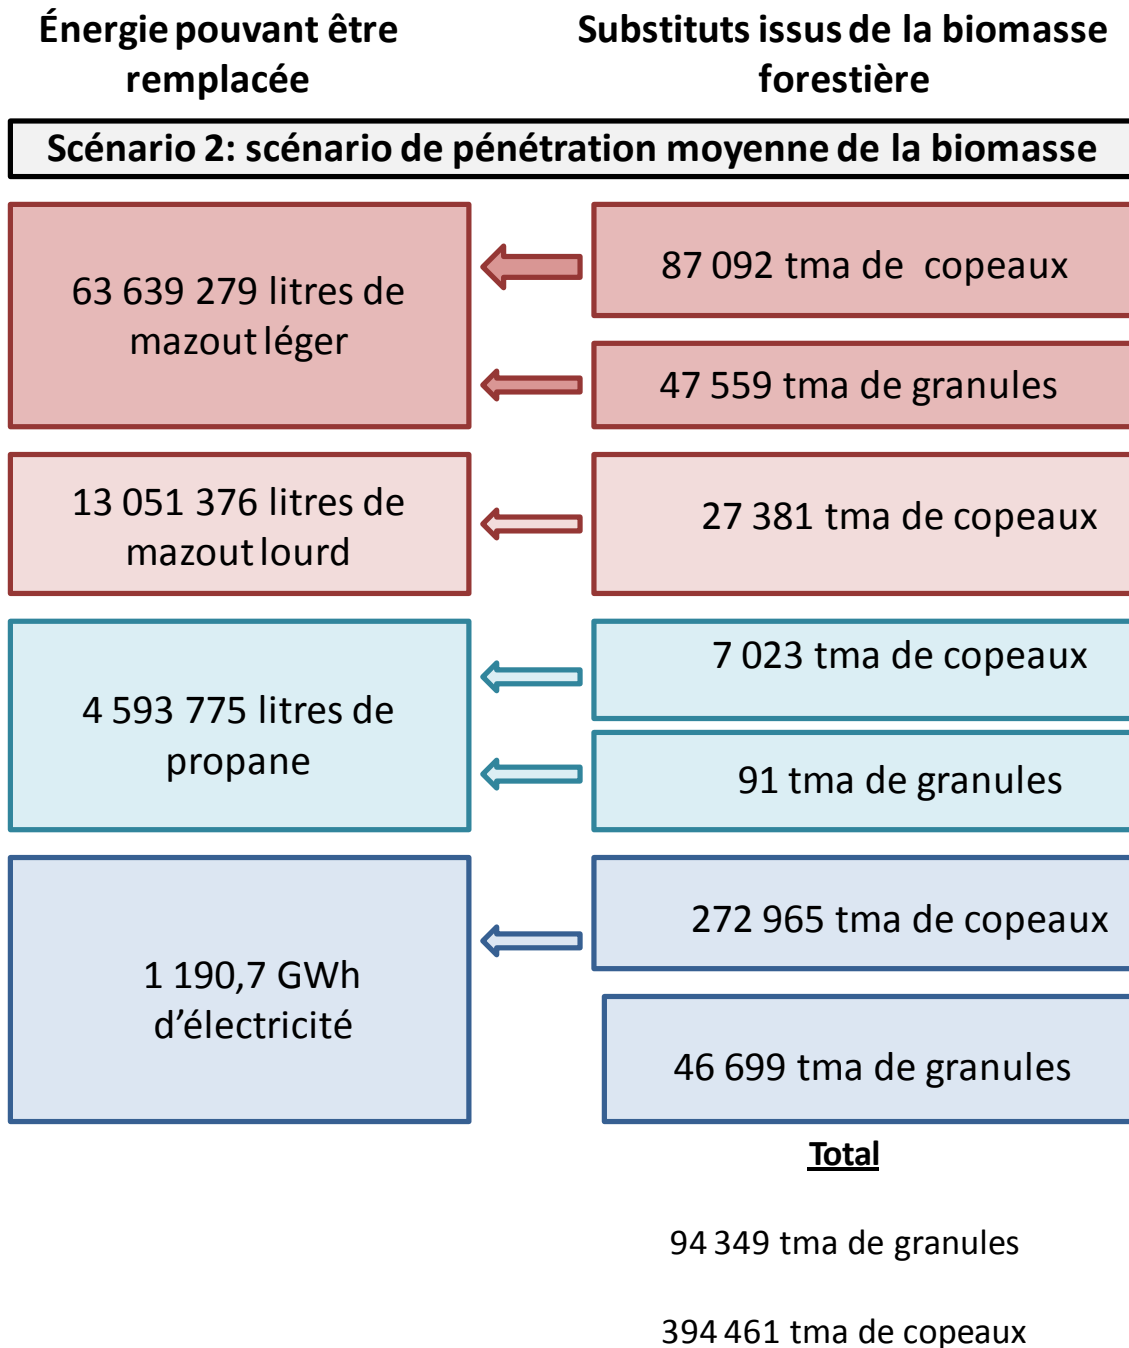 Énergie pouvant être
remplacée
Substituts issus de la biomasse
forestière
Scénario 2: scénario de pénétration moyenne de la biomasse
63 639 279 litres de
mazout léger
87 092 tma de copeaux
47 559 tma de granules
13 051 376 litres de
mazout lourd
27 381 tma de copeaux
4 593 775 litres de
propane
7 023 tma de copeaux
91 tma de granules
1 190,7 GWh
d’électricité
272 965 tma de copeaux
46 699 tma de granules
Total
94 349 tma de granules
394 461 tma de copeaux